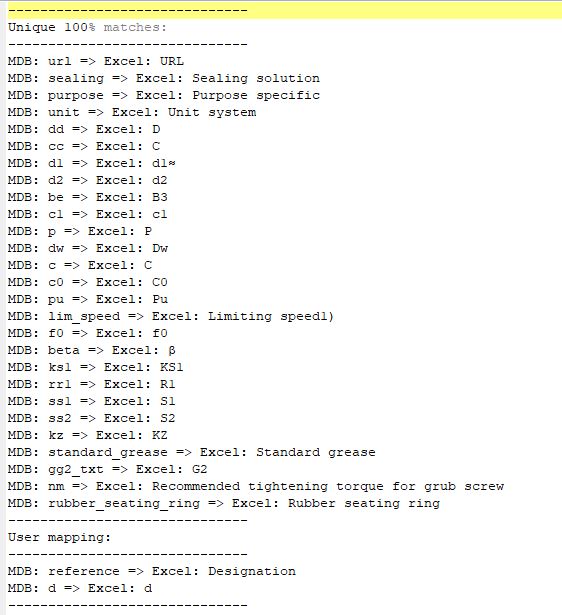 ------------------------------
Unique 100% matches:
------------------------------
MDB: url => Excel: URL
MDB: sealing => Excel: Sealing solution
MDB: purpose => Excel: Purpose specific
MDB: unit => Excel: Unit system
MDB: dd => Excel: D
MDB: cc => Excel: C
MDB: d1 => Excel: d1≈
MDB: d2 => Excel: d2
MDB: be => Excel: B3
MDB: c1 => Excel: c1
MDB: p => Excel: P
MDB: dw => Excel: Dw
MDB: c => Excel: C
MDB: c0 => Excel: C0
MDB: pu => Excel: Pu
MDB: lim_speed => Excel: Limiting speed1)
MDB: f0 => Excel: f0
MDB: beta => Excel: β
MDB: ks1 => Excel: KS1
MDB: rr1 => Excel: R1
MDB: ss1 => Excel: S1
MDB: ss2 => Excel: S2
MDB: kz => Excel: KZ
MDB: standard_grease => Excel: Standard grease
MDB: gg2_txt => Excel: G2
MDB: nm => Excel: Recommended tightening torque for grub screw
MDB: rubber_seating_ring => Excel: Rubber seating ring
------------------------------
User mapping:
------------------------------
MDB: reference => Excel: Designation
MDB: d => Excel: d
------------------------------